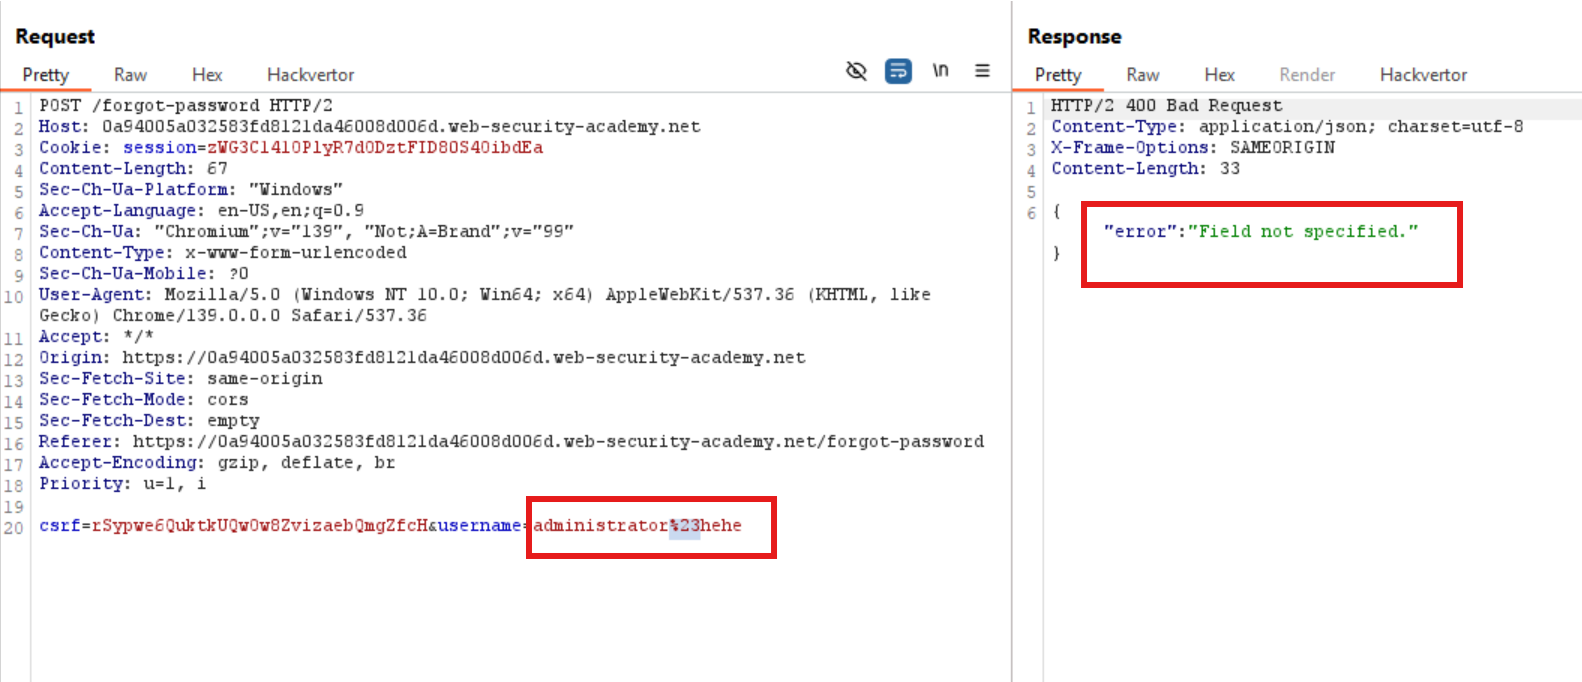 Request
Pretty Raw Hex Hackvertor
\n
1 POST /forgot-password HTTP/2
2 Host: 0a94005a032583fd8121da46008d006d.web-security-academy.net
3 Cookie: session=zWG3C14l0PlyR7d0DztFID80S40ibdEa
4 Content-Length: 67
5 Sec-Ch-Ua-Platform: "Windows"
6 Accept-Language: en-US,en;q=0.9
7 Sec-Ch-Ua: "Chromium";v="139", "Not;A=Brand";v="99"
8 Content-Type: x-www-form-urlencoded
9 Sec-Ch-Ua-Mobile: ?0
10 User-Agent: Mozilla/5.0 (Windows NT 10.0; Win64; x64) AppleWebKit/537.36 (KHTML, like
Gecko) Chrome/139.0.0.0 Safari/537.36
11 Accept: */*
12 Origin: https://0a94005a032583fd8121da46008d006d.web-security-academy.net
13 Sec-Fetch-Site: same-origin
14 Sec-Fetch-Mode: cors
15 Sec-Fetch-Dest: empty
16 Referer: https://0a94005a032583fd8121da46008d006d.web-security-academy.net/forgot-password
17 Accept-Encoding: gzip, deflate, br
18 Priority: u=1, i
19
20 csrf=rSypwe6QuktkUQw0w8ZvizaebQmgZfcH&username=administrator%23hehe
Response
Pretty Raw Hex Render Hackvertor
1 HTTP/2 400 Bad Request
2 Content-Type: application/json; charset=utf-8
3 X-Frame-Options: SAMEORIGIN
4 Content-Length: 33
5
6 {
"error":"Field not specified."
}